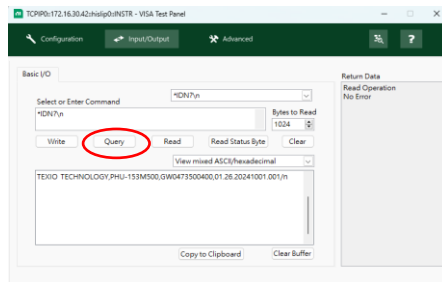 TCPIP0::172.16.30.42::hislip0::INSTR - VISA Test Panel
Configuration Input/Output Advanced ?
Basic I/O
Return Data
Read Operation
No Error
Select or Enter Command
*IDN?\n
*IDN?\n
Bytes to Read
1024
Write Query Read Read Status Byte Clear
View mixed ASCII/hexadecimal
TEXIO TECHNOLOGY,PHU-153M500,GW0473500400,01.26.20241001.001/n
Copy to Clipboard Clear Buffer